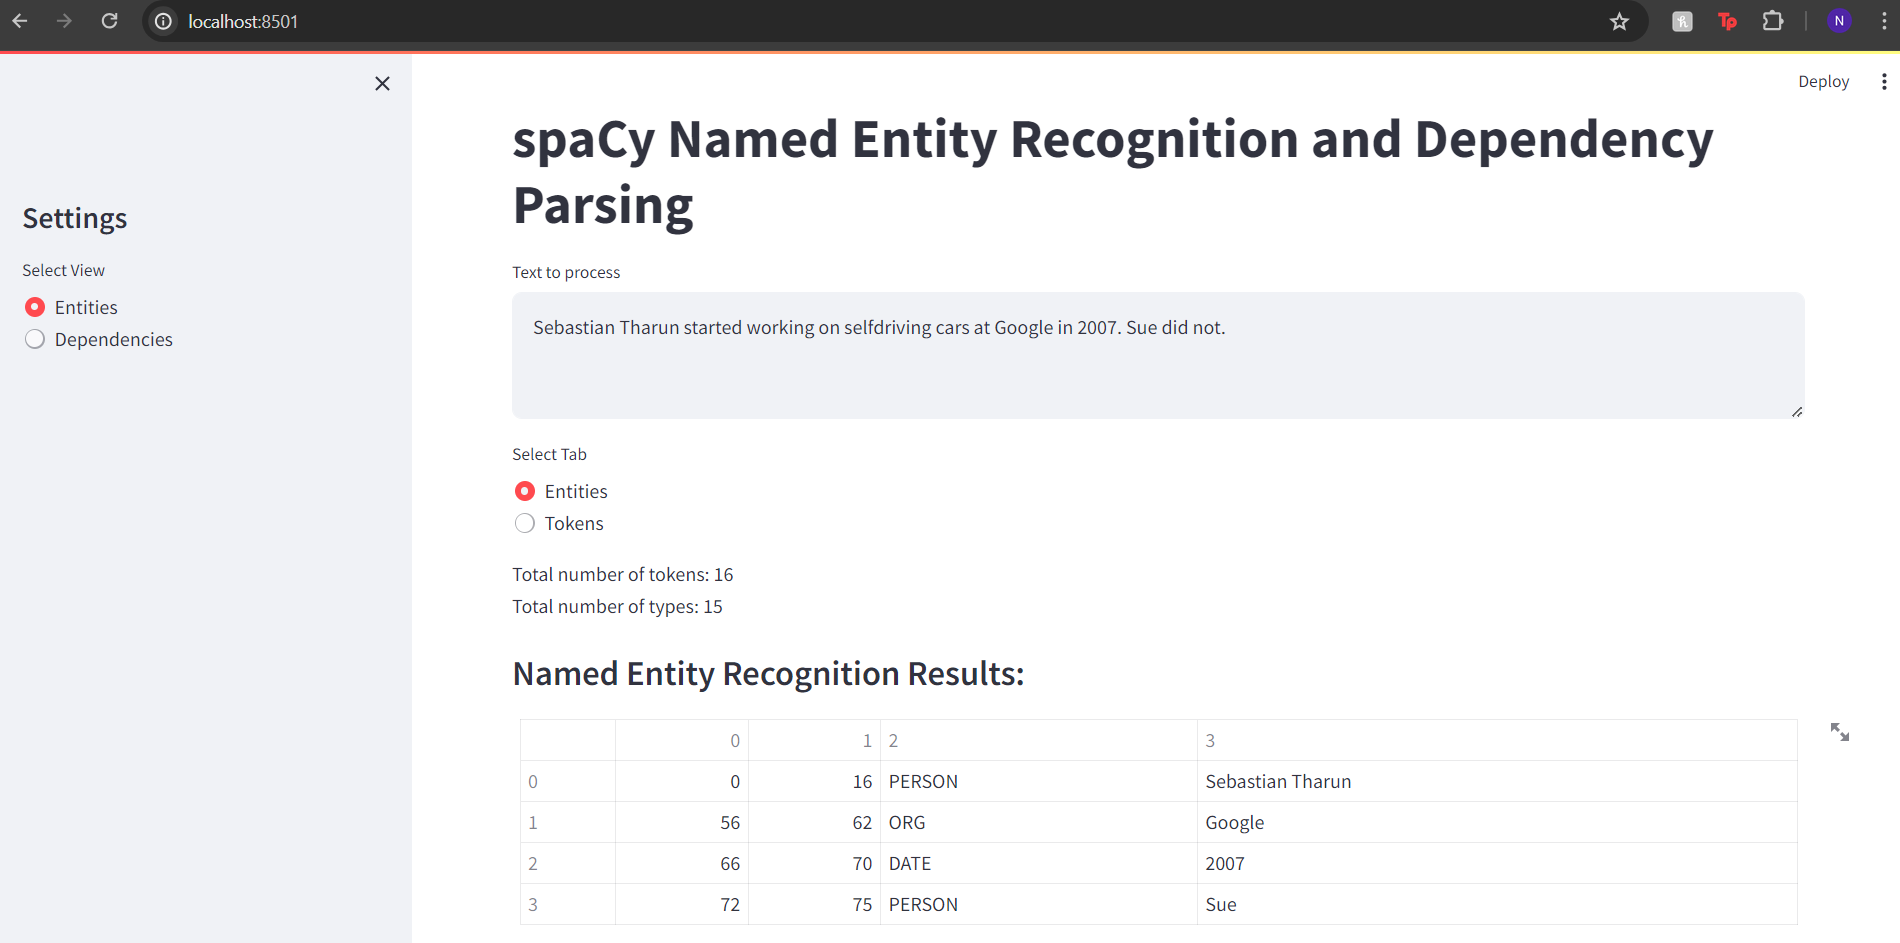 localhost:8501
Tp
N
Deploy
Settings
Select View
Entities
Dependencies
spaCy Named Entity Recognition and Dependency
Parsing
Text to process
Sebastian Tharun started working on selfdriving cars at Google in 2007. Sue did not.
Select Tab
Entities
Tokens
Total number of tokens: 16
Total number of types: 15
Named Entity Recognition Results:
0 1 2 3
0 0 16 PERSON Sebastian Tharun
1 56 62 ORG Google
2 66 70 DATE 2007
3 72 75 PERSON Sue